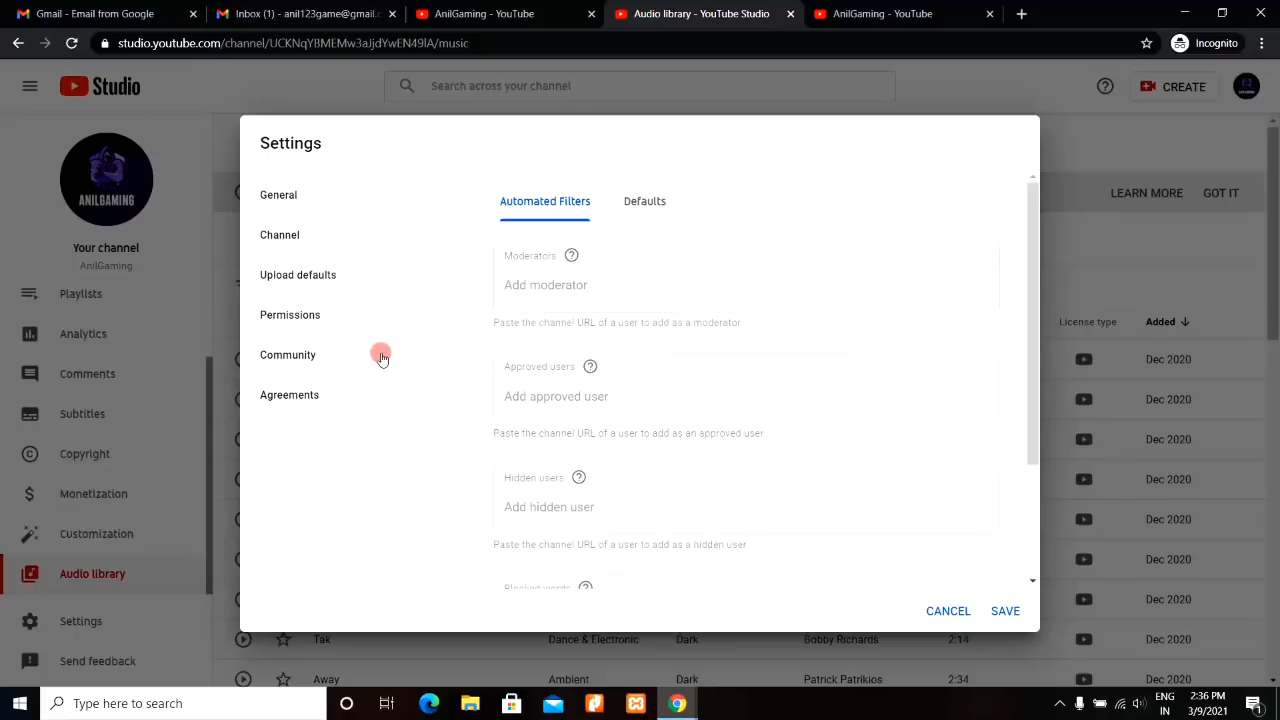 Gmail - Email from Google
Inbox (1) - anil123game@gmail.c
AnilGaming - YouTube
Audio library - YouTube Studio
AnilGaming - YouTube
studio.youtube.com/channel/UCKNqYBMEMw3aJjdYwEN49lA/music
Incognito
Studio
Search across your channel
CREATE
Settings
General
Channel
Upload defaults
Permissions
Community
Agreements
Automated Filters
Defaults
Moderators
Add moderator
Paste the channel URL of a user to add as a moderator
Approved users
Add approved user
Paste the channel URL of a user to add as an approved user
Hidden users
Add hidden user
Paste the channel URL of a user to add as a hidden user
Blocked words
CANCEL SAVE
ANILGAMING
Your channel
AnilGaming
Playlists
Analytics
Comments
Subtitles
Copyright
Monetization
Customization
Audio library
Settings
Send feedback
LEARN MORE GOT IT
License type Added
Dec 2020
Dec 2020
Dec 2020
Dec 2020
Dec 2020
Dec 2020
Dec 2020
Tak Dance & Electronic Dark Bobby Richards 2:14 Dec 2020
Away Ambient Dark Patrick Patrikios 2:34 Dec 2020
Type here to search
ENG
IN
2:36 PM
3/9/2021